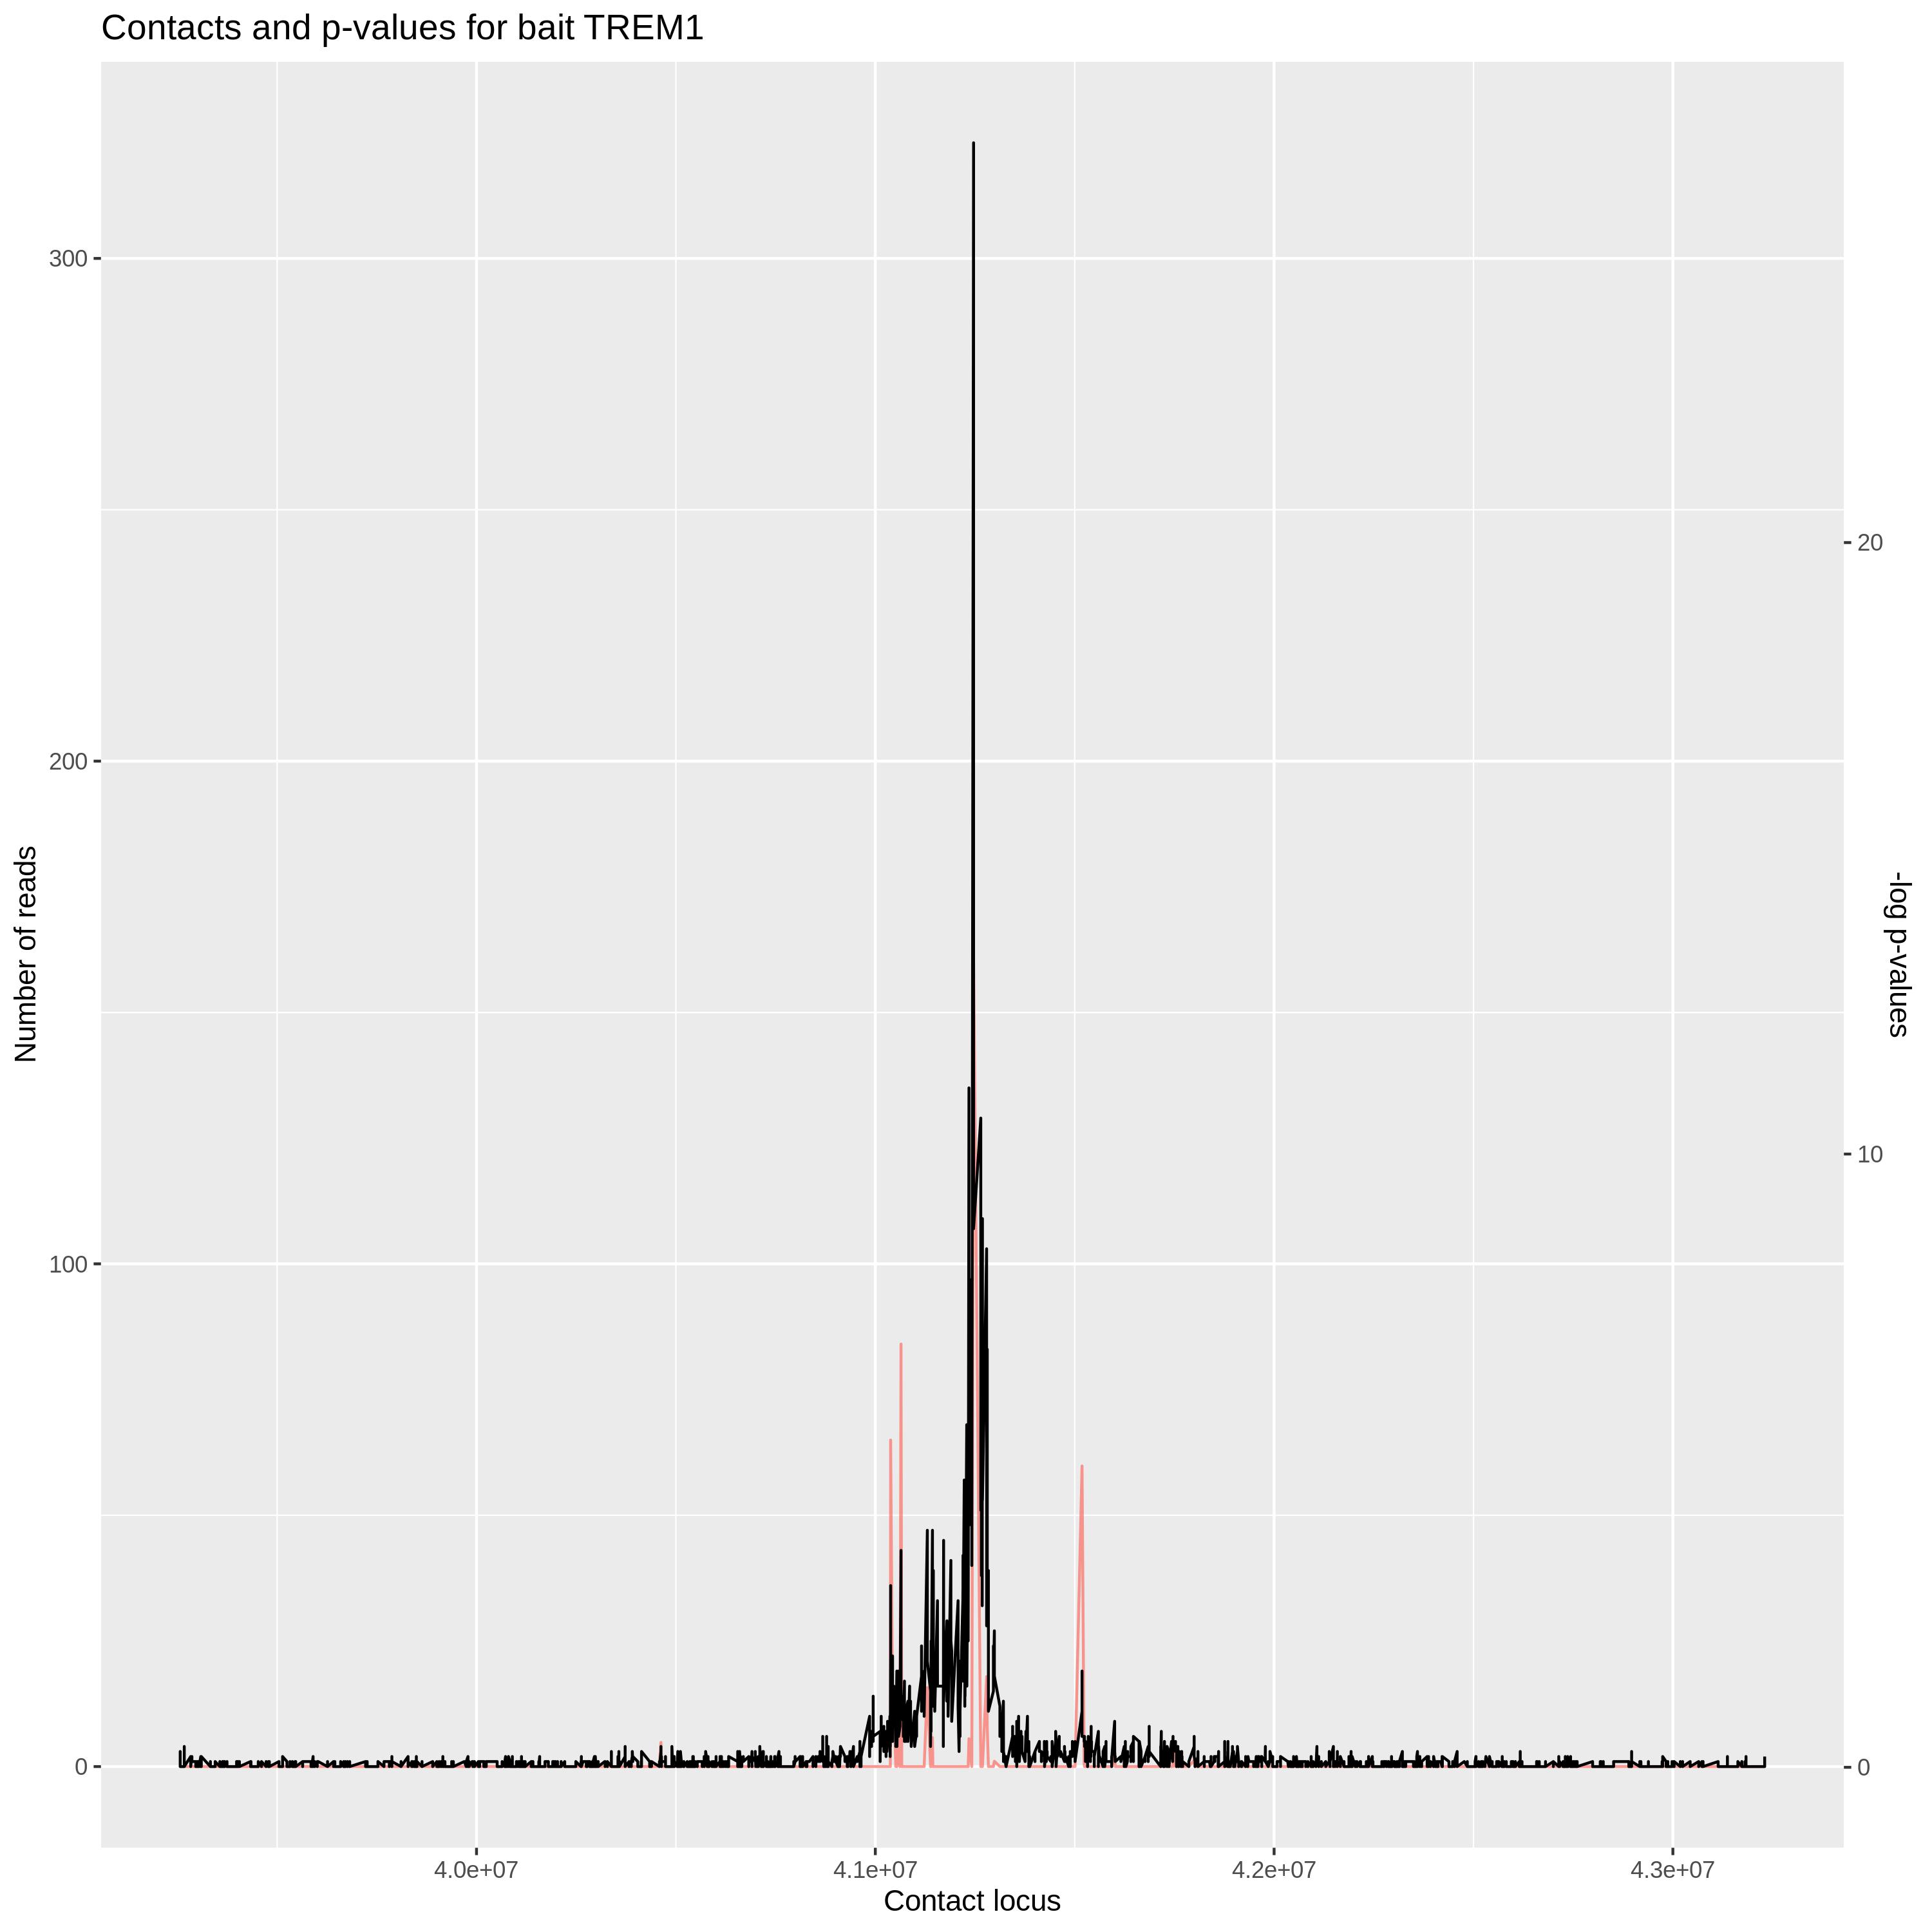 Contacts and p-values for bait TREM1
300
200
100
0
Number of reads
20
10
0
-log p-values
4.0e+07
4.1e+07
4.2e+07
4.3e+07
Contact locus